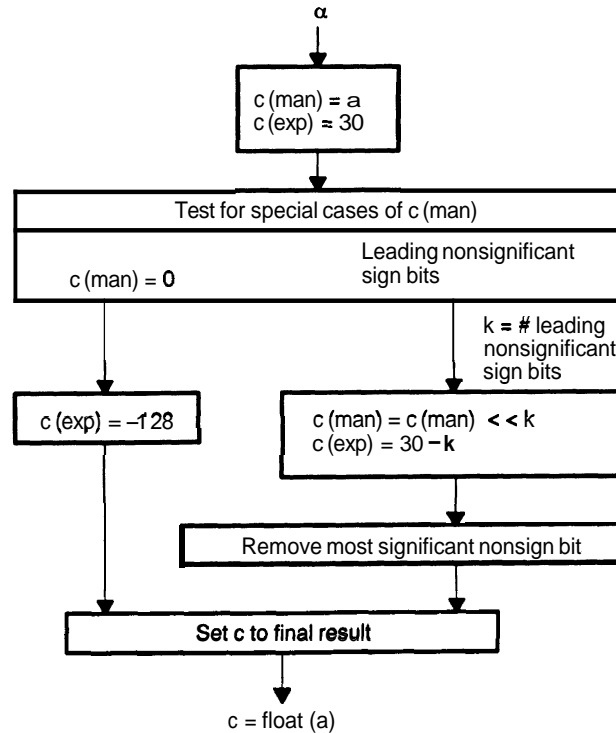 α
c (man) = a
c (exp) = 30
Test for special cases of c (man)
Leading nonsignificant
sign bits
c (man) = 0
k = # leading
nonsignificant
sign bits
c (exp) = –128
c (man) = c (man) << k
c (exp) = 30 – k
Remove most significant nonsign bit
Set c to final result
c = float (a)